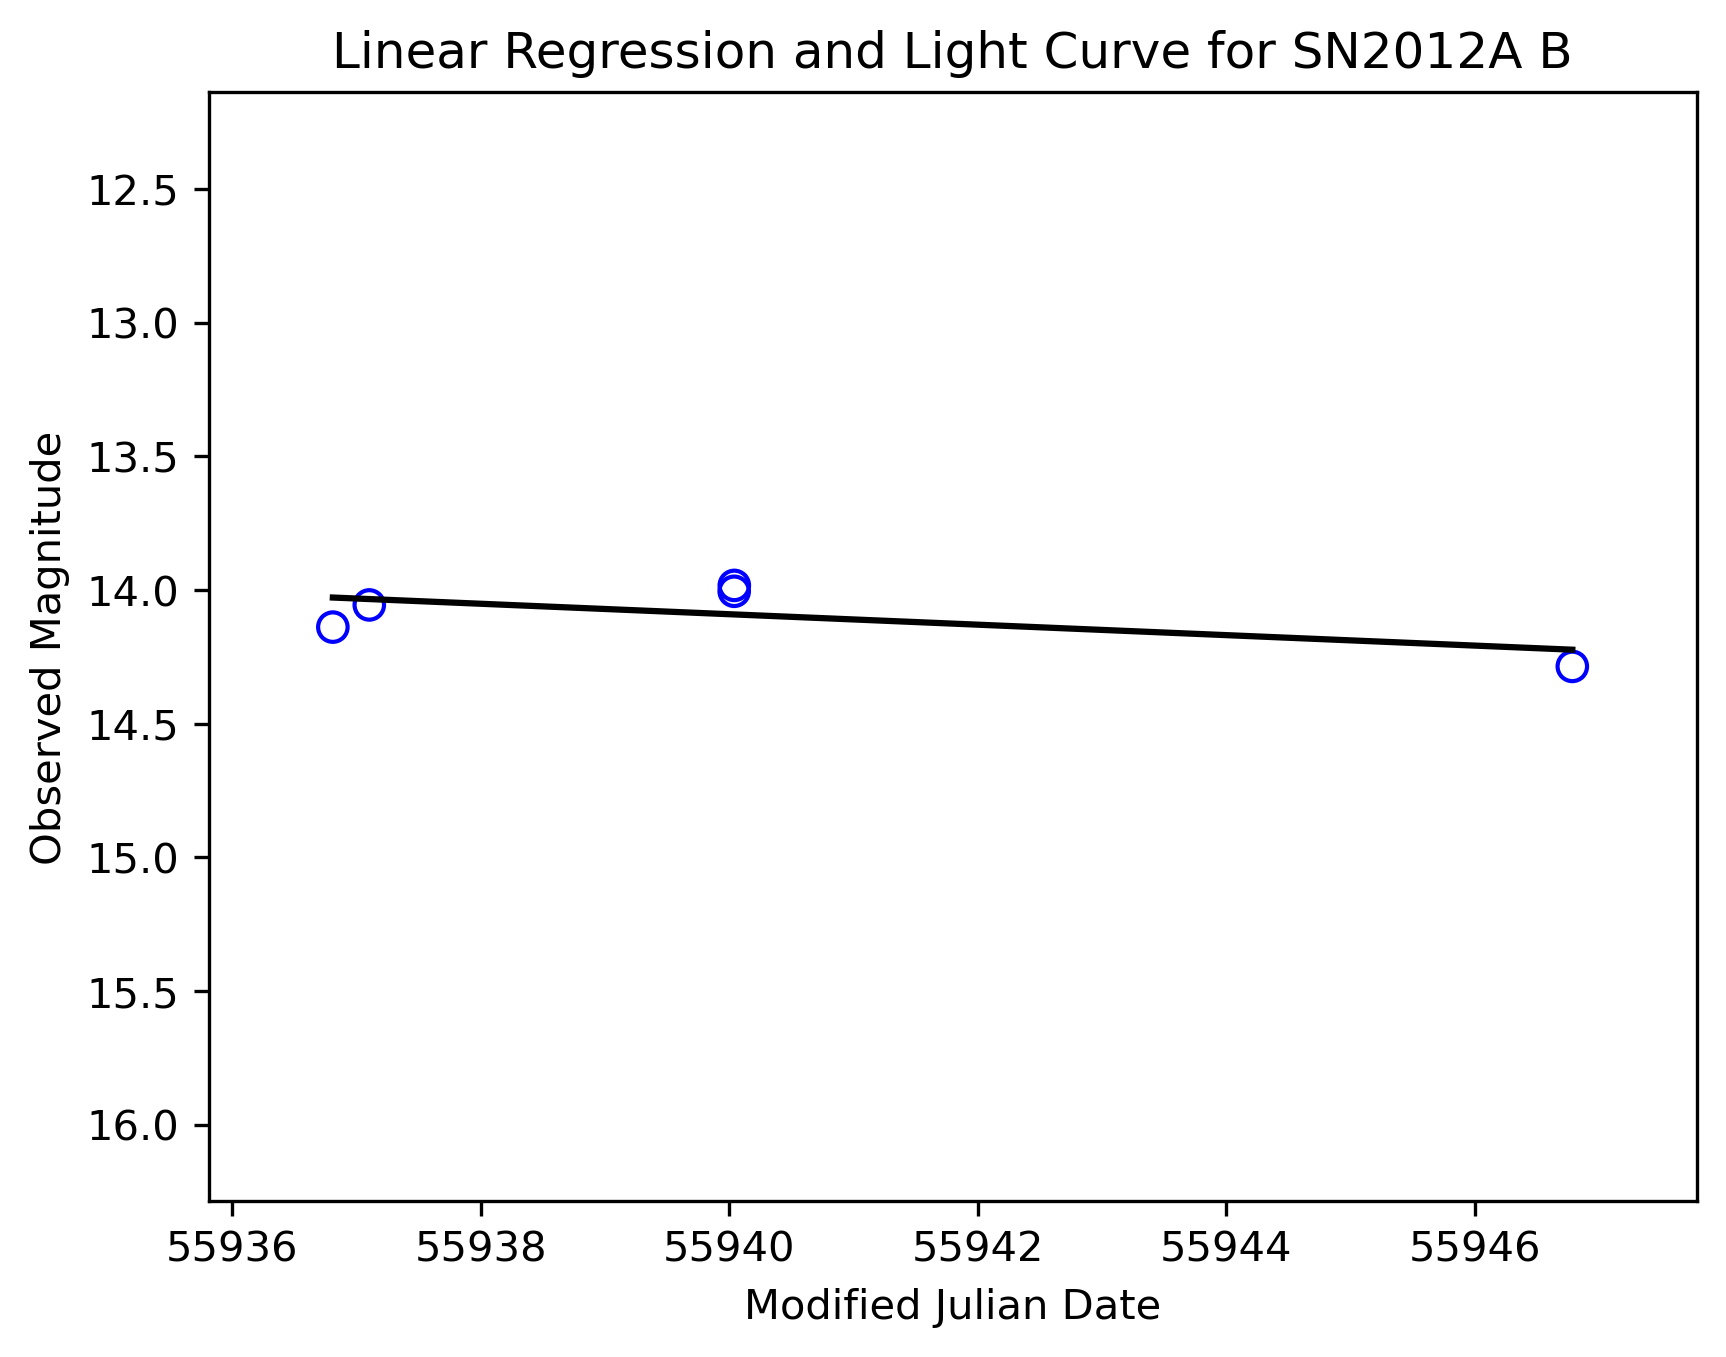 Linear Regression and Light Curve for SN2012A B
12.5
13.0
13.5
14.0
14.5
15.0
15.5
16.0
Observed Magnitude
55936 55938 55940 55942 55944 55946
Modified Julian Date